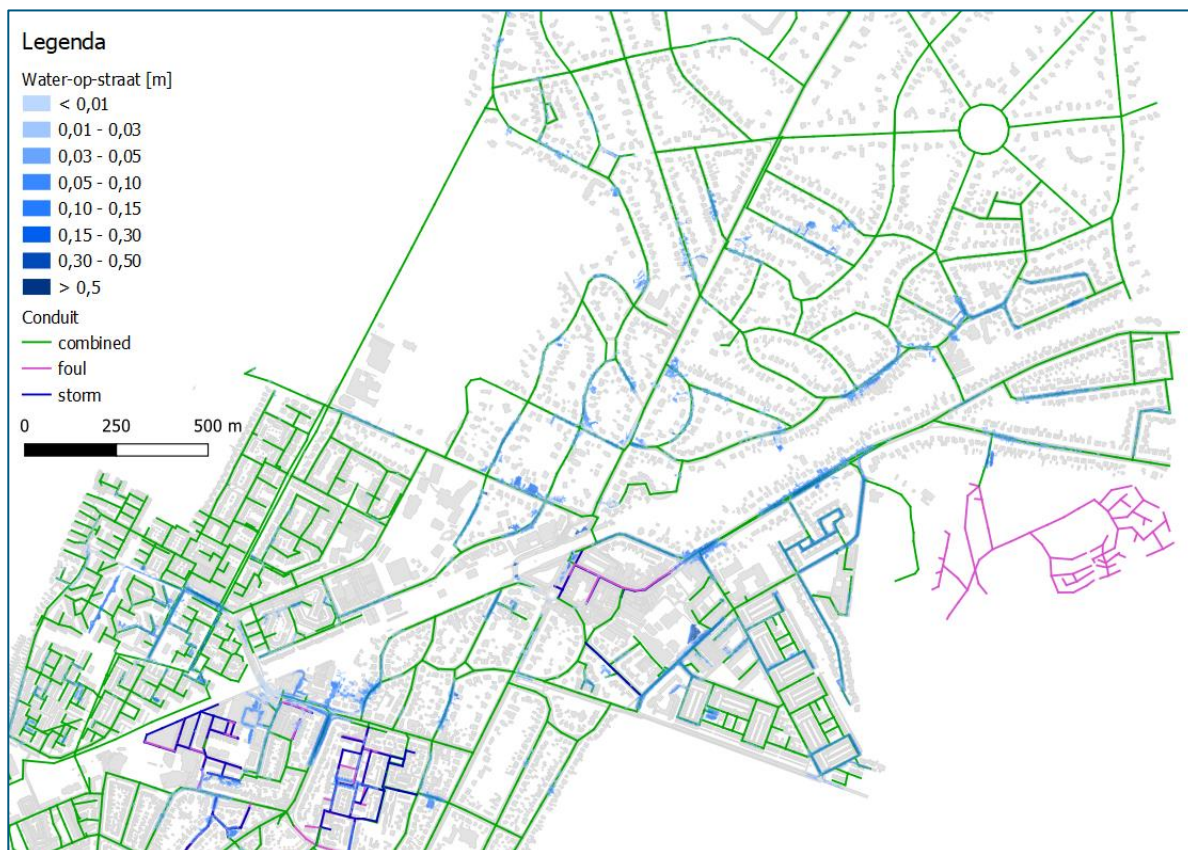 Legenda
Water-op-straat [m]
< 0,01
0,01 - 0,03
0,03 - 0,05
0,05 - 0,10
0,10 - 0,15
0,15 - 0,30
0,30 - 0,50
> 0,5
Conduit
combined
foul
storm
0 250 500 m